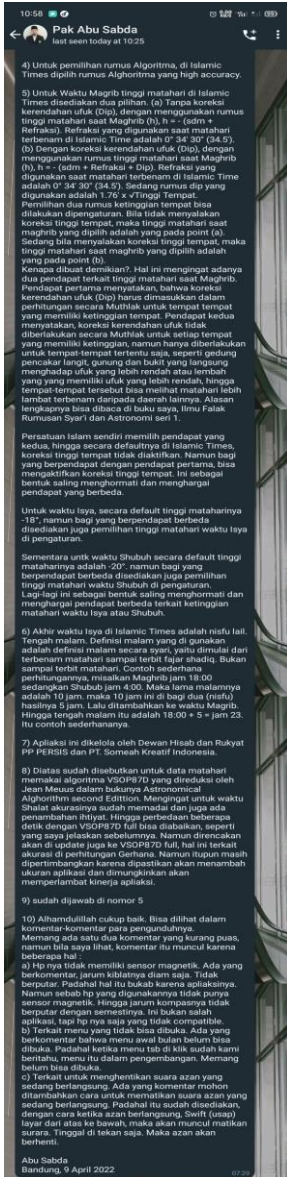 10:58
Pak Abu Sabda
last seen today at 10:25
4) Untuk pemilihan rumus Algoritma, di Islamic
Times dipilih rumus Alghoritma yang high accuracy.
5) Untuk Waktu Magrib tinggi matahari di Islamic
Times disediakan dua pilihan. (a) Tanpa koreksi
kerendahan ufuk (Dip), dengan menggunakan rumus
tinggi matahari saat Maghrib (h), h = - (sdm +
Refraksi). Refraksi yang digunakan saat matahari
terbenam di Islamic Time adalah 0° 34' 30" (34.5').
(b) Dengan koreksi kerendahan ufuk (Dip), dengan
menggunakan rumus tinggi matahari saat Maghrib
(h), h = - (sdm + Refraksi + Dip). Refraksi yang
digunakan saat matahari terbenam di Islamic Time
adalah 0° 34' 30" (34.5'). Sedang rumus dip yang
digunakan adalah 1.76' x √Tinggi Tempat.
Pemilihan dua rumus ketinggian tempat bisa
dilakukan dipengaturan. Bila tidak menyalakan
koreksi tinggi tempat, maka tinggi matahari saat
maghrib yang dipilih adalah yang pada point (a).
Sedang bila menyalakan koreksi tinggi tempat, maka
tinggi matahari saat maghrib yang dipilih adalah
yang pada point (b).
Kenapa dibuat demikian?. Hal ini mengingat adanya
dua pendapat terkait tinggi matahari saat Maghrib.
Pendapat pertama menyatakan, bahwa koreksi
kerendahan ufuk (Dip) harus dimasukkan dalam
perhitungan secara Muthlak untuk tempat tempat
yang memiliki ketinggian tempat. Pendapat kedua
menyatakan, koreksi kerendahan ufuk tidak
diberlakukan secara Muthlak untuk setiap tempat
yang memiliki ketinggian, namun hanya diberlakukan
untuk tempat-tempat tertentu saja, seperti gedung
pencakar langit, gunung dan bukit yang langsung
menghadap ufuk yang lebih rendah atau lembah
yang yang memiliki ufuk yang lebih rendah, hingga
tempat-tempat tersebut bisa melihat matahari lebih
lambat terbenam daripada daerah lainnya. Alasan
lengkapnya bisa dibaca di buku saya, Ilmu Falak
Rumusan Syar'i dan Astronomi seri 1.
Persatuan Islam sendiri memilih pendapat yang
kedua, hingga secara defaultnya di Islamic Times,
koreksi tinggi tempat tidak diaktifkan. Namun bagi
yang berpendapat dengan pendapat pertama, bisa
mengaktifkan koreksi tinggi tempat. Ini sebagai
bentuk saling menghormati dan menghargai
pendapat yang berbeda.
Untuk waktu Isya, secara default tinggi mataharinya
-18°, namun bagi yang berpendapat berbeda
disediakan juga pemilihan tinggi matahari waktu Isya
di pengaturan.
Sementara untk waktu Shubuh secara default tinggi
mataharinya adalah -20°. namun bagi yang
berpendapat berbeda disediakan juga pemilihan
tinggi matahari waktu Shubuh di pengaturan.
Lagi-lagi ini sebagai bentuk saling menghormati dan
menghargai pendapat berbeda terkait ketinggian
matahari waktu Isya atau Shubuh.
6) Akhir waktu Isya di Islamic Times adalah nisfu lail.
Tengah malam. Definisi malam yang di gunakan
adalah definisi malam secara syari, yaitu dimulai dari
terbenam matahari sampai terbit fajar shadiq. Bukan
sampai terbit matahari. Contoh sederhana
perhitungannya, misalkan Maghrib jam 18:00
sedangkan Shubuh jam 4:00. Maka lama malamnya
adalah 10 jam. maka 10 jam ini di bagi dua (nisfu)
hasilnya 5 jam. Lalu ditambahkan ke waktu Magrib.
Hingga tengah malam itu adalah 18:00 + 5 = jam 23.
Itu contoh sederhananya.
7) Apliaksi ini dikelola oleh Dewan Hisab dan Rukyat
PP PERSIS dan PT. Someah Kreatif Indonesia.
8) Diatas sudah disebutkan untuk data matahari
memakai algoritma VSOP87D yang direduksi oleh
Jean Meuus dalam bukunya Astronomical
Alghorithm second Edittion. Mengingat untuk waktu
Shalat akurasinya sudah memadai dan juga ada
penambahan ihtiyat. Hingga perbedaan beberapa
detik dengan VSOP87D full bisa diabaikan, seperti
yang saya jelaskan sebelumnya. Namun direncakan
akan di update juga ke VSOP87D full, hal ini terkait
akurasi di perhitungan Gerhana. Namun itupun masih
dipertimbangkan karena dipastikan akan menambah
ukuran aplikasi dan dimungkinkan akan
memperlambat kinerja apliaksi.
9) sudah dijawab di nomor 5
10) Alhamdulillah cukup baik. Bisa dilihat dalam
komentar-komentar para pengunduhnya.
Memang ada satu dua komentar yang kurang puas,
namun bila saya lihat, komentar itu muncul karena
beberapa hal :
a) Hp nya tidak memiliki sensor magnetik. Ada yang
berkomentar, jarum kiblatnya diam saja. Tidak
berputar. Padahal hal itu bukab karena apliaksinya.
Namun sebab hp yang digunakannya tidak punya
sensor magnetik. Hingga jarum kompasnya tidak
berputar dengan semestinya. Ini bukan salah
aplikasi, tapi hp nya saja yang tidak compatible.
b) Terkait menu yang tidak bisa dibuka. Ada yang
berkomentar bahwa menu awal bulan belum bisa
dibuka. Padahal ketika menu tsb di klik sudah kami
beritahu, menu itu dalam pengembangan. Memang
belum bisa dibuka.
c) Terkait untuk menghentikan suara azan yang
sedang berlangsung. Ada yang komentar mohon
ditambahkan cara untuk mematikan suara azan yang
sedang berlangsung. Padahal itu sudah disediakan,
dengan cara ketika azan berlangsung, Swift (usap)
layar dari atas ke bawah, maka akan muncul matikan
surara. Tinggal di tekan saja. Maka azan akan
berhenti.
Abu Sabda
Bandung, 9 April 2022
07:29